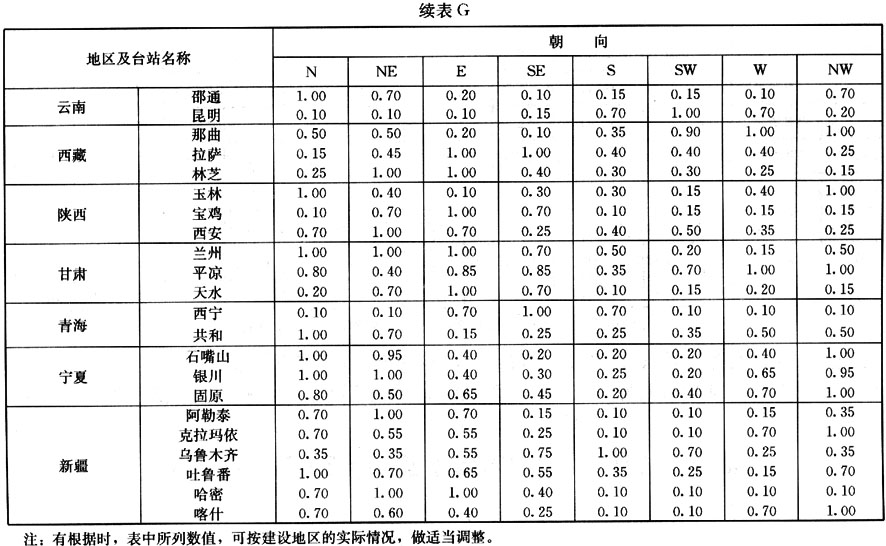 续表G
地区及台站名称 朝 向
N NE E SE S SW W NW
云南 邵通 1.00 0.70 0.20 0.10 0.15 0.15 0.10 0.70
昆明 0.10 0.10 0.10 0.15 0.70 1.00 0.70 0.20
西藏 那曲 0.50 0.50 0.20 0.10 0.35 0.90 1.00 1.00
拉萨 0.15 0.45 1.00 1.00 0.40 0.40 0.40 0.25
林芝 0.25 1.00 1.00 0.40 0.30 0.30 0.25 0.15
陕西 玉林 1.00 0.40 0.10 0.30 0.30 0.15 0.40 1.00
宝鸡 0.10 0.70 1.00 0.70 0.10 0.15 0.15 0.15
西安 0.70 1.00 0.70 0.25 0.40 0.50 0.35 0.25
甘肃 兰州 1.00 1.00 1.00 0.70 0.50 0.20 0.15 0.50
平凉 0.80 0.40 0.85 0.85 0.35 0.70 1.00 1.00
天水 0.20 0.70 1.00 0.70 0.10 0.15 0.20 0.15
青海 西宁 0.10 0.10 0.70 1.00 0.70 0.10 0.10 0.10
共和 1.00 0.70 0.15 0.25 0.25 0.35 0.50 0.50
宁夏 石嘴山 1.00 0.95 0.40 0.20 0.20 0.20 0.40 1.00
银川 1.00 1.00 0.40 0.30 0.25 0.20 0.65 0.95
固原 0.80 0.50 0.65 0.45 0.20 0.40 0.70 1.00
新疆 阿勒泰 0.70 1.00 0.70 0.15 0.10 0.10 0.15 0.35
克拉玛依 0.70 0.55 0.55 0.25 0.10 0.10 0.70 1.00
乌鲁木齐 0.35 0.35 0.55 0.75 1.00 0.70 0.25 0.35
吐鲁番 1.00 0.70 0.65 0.55 0.35 0.25 0.15 0.70
哈密 0.70 1.00 1.00 0.40 0.10 0.10 0.10 0.10
喀什 0.70 0.60 0.40 0.25 0.10 0.10 0.70 1.00
注：有根据时，表中所列数值，可按建设地区的实际情况，做适当调整。